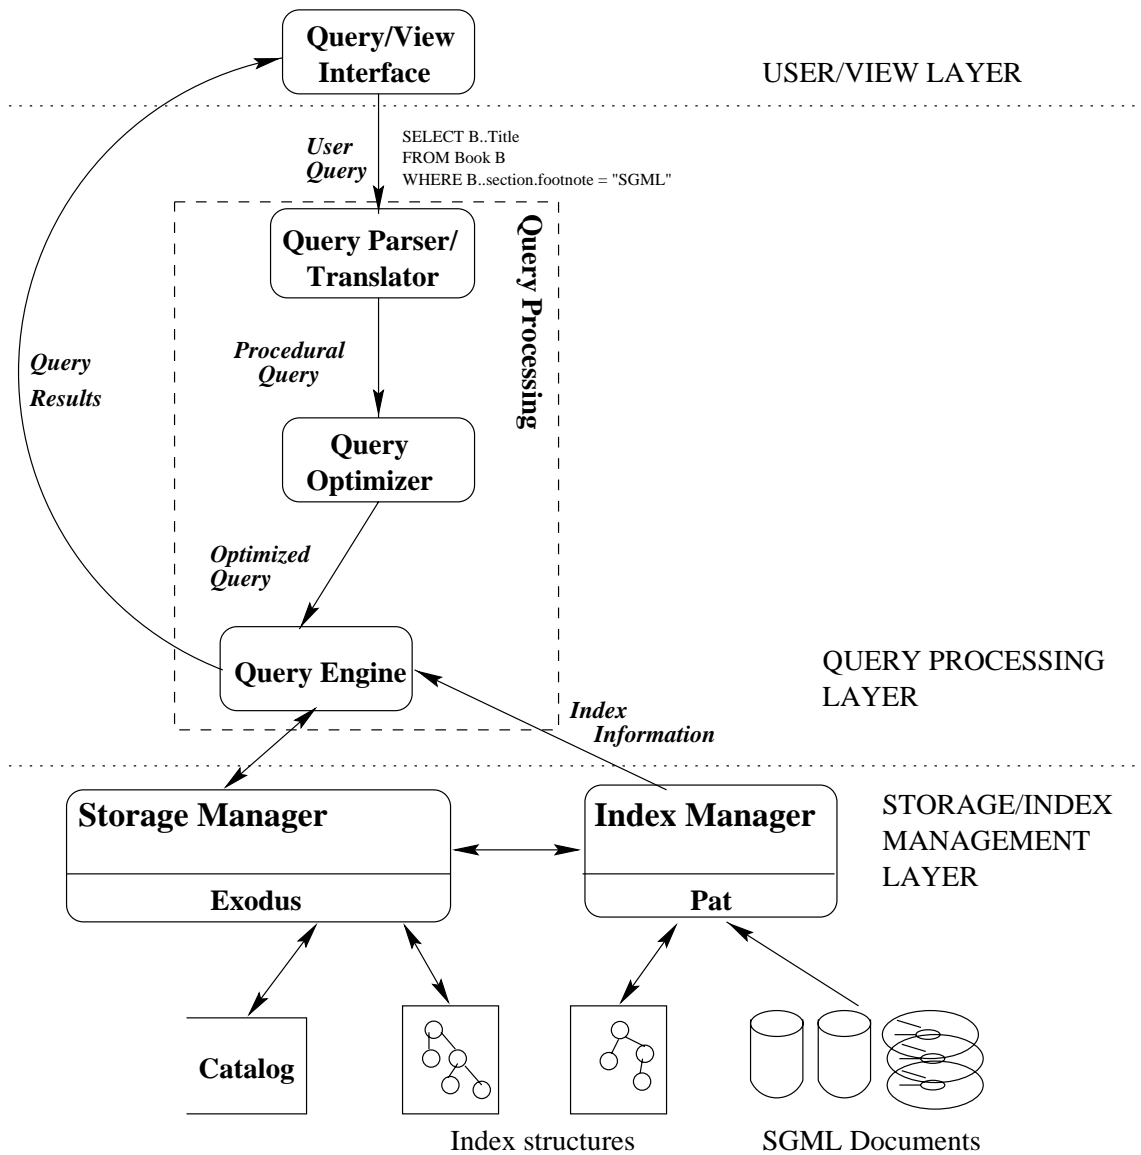 Query/View
Interface
USER/VIEW LAYER
User
Query
SELECT B..Title
FROM Book B
WHERE B..section.footnote = "SGML"
Query Parser/
Translator
Query Processing
Procedural
Query
Query
Results
Query
Optimizer
Optimized
Query
Query Engine
QUERY PROCESSING
LAYER
Index
Information
Storage Manager
Exodus
Index Manager
Pat
STORAGE/INDEX
MANAGEMENT
LAYER
Catalog
Index structures
SGML Documents